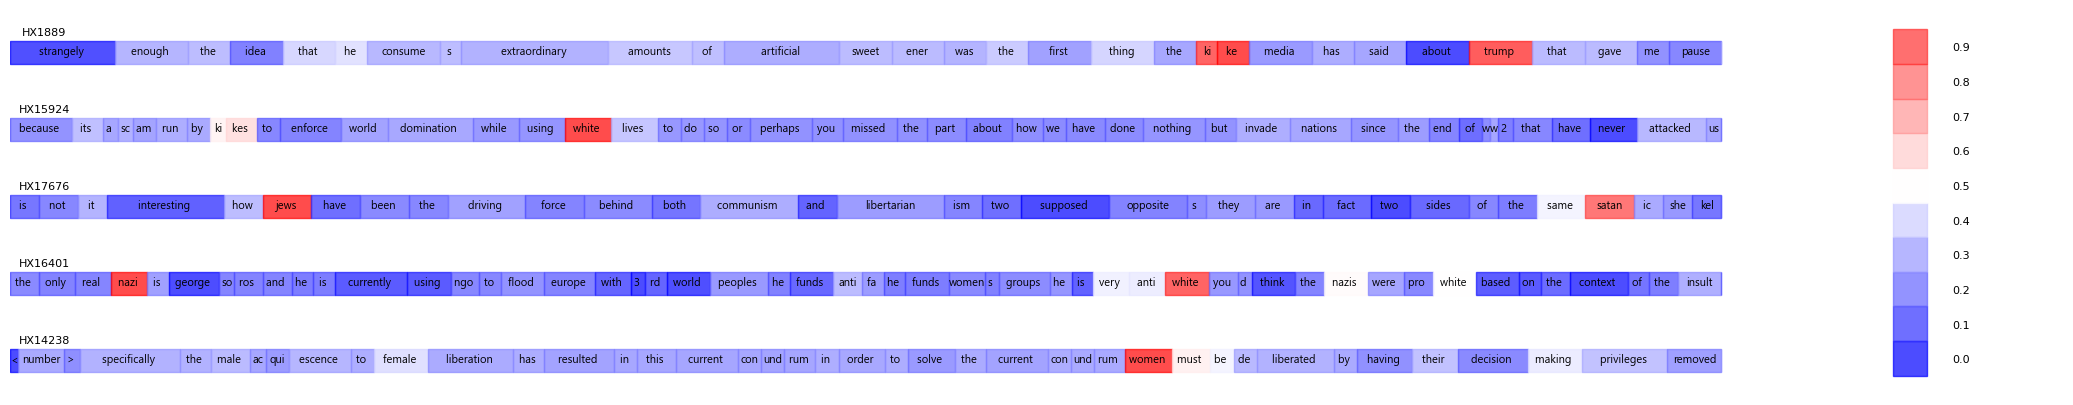 HX1889
strangely enough the idea that he consume s extraordinary amounts of artificial sweet ener was the first thing the ki ke media has said about trump that gave me pause
HX15924
because its a sc am run by ki kes to enforce world domination while using white lives to do so or perhaps you missed the part about how we have done nothing but invade nations since the end of ww 2 that have never attacked us
HX17676
is not it interesting how jews have been the driving force behind both communism and libertarian ism two supposed opposite s they are in fact two sides of the same satan ic she kel
HX16401
the only real nazi is george so ros and he is currently using ngo to flood europe with 3 rd world peoples he funds anti fa he funds women s groups he is very anti white you d think the nazis were pro white based on the context of the insult
HX14238
< number > specifically the male ac qui escence to female liberation has resulted in this current con und rum in order to solve the current con und rum women must be de liberated by having their decision making privileges removed
0.9
0.8
0.7
0.6
0.5
0.4
0.3
0.2
0.1
0.0